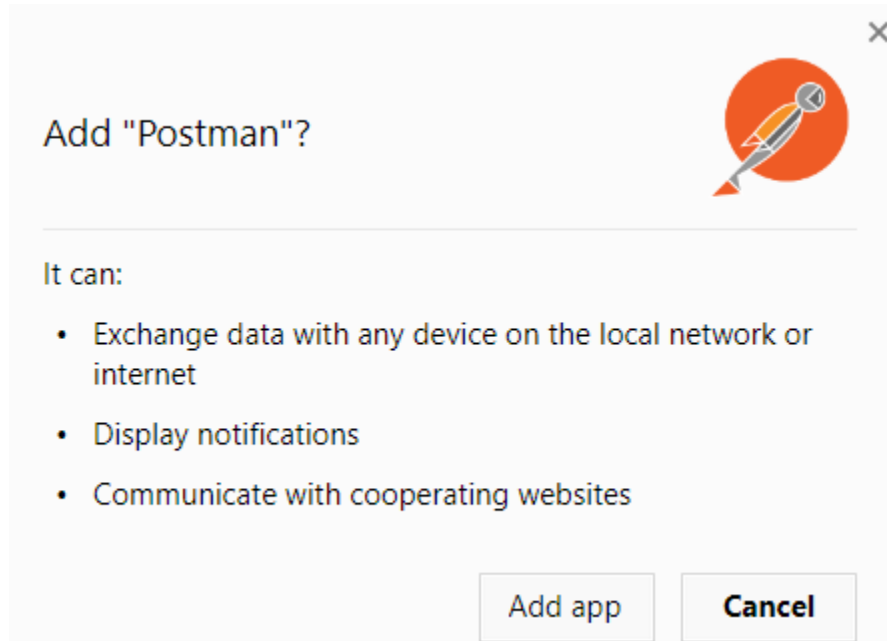 Add "Postman"?
It can:
• Exchange data with any device on the local network or
internet
• Display notifications
• Communicate with cooperating websites
Add app
Cancel